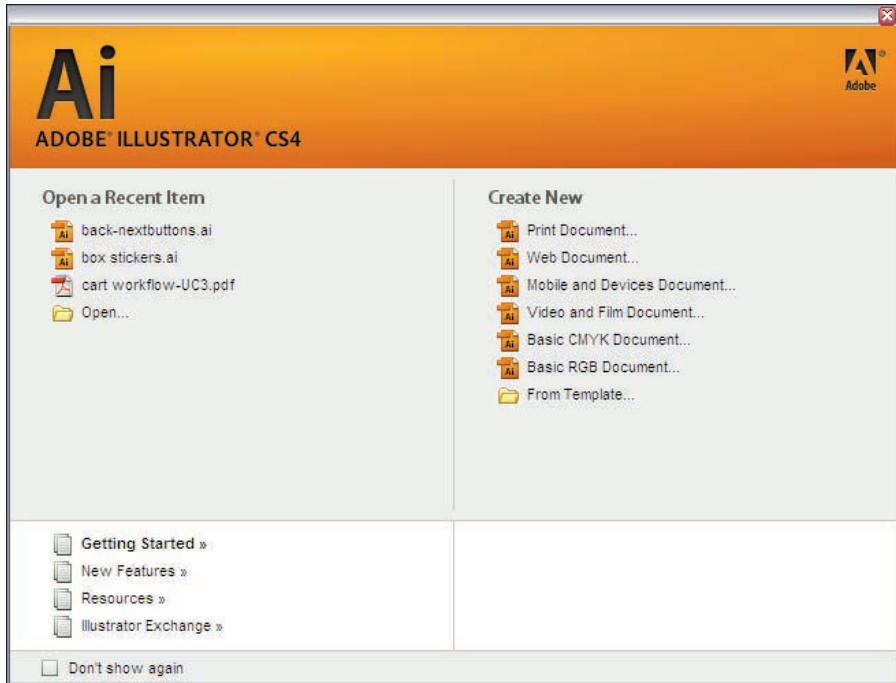 Ai
ADOBE® ILLUSTRATOR® CS4
Adobe®
Open a Recent Item
back-nextbuttons.ai
box stickers.ai
cart workflow-UC3.pdf
Open...
Create New
Print Document...
Web Document...
Mobile and Devices Document...
Video and Film Document...
Basic CMYK Document...
Basic RGB Document...
From Template...
Getting Started »
New Features »
Resources »
Illustrator Exchange »
Don't show again